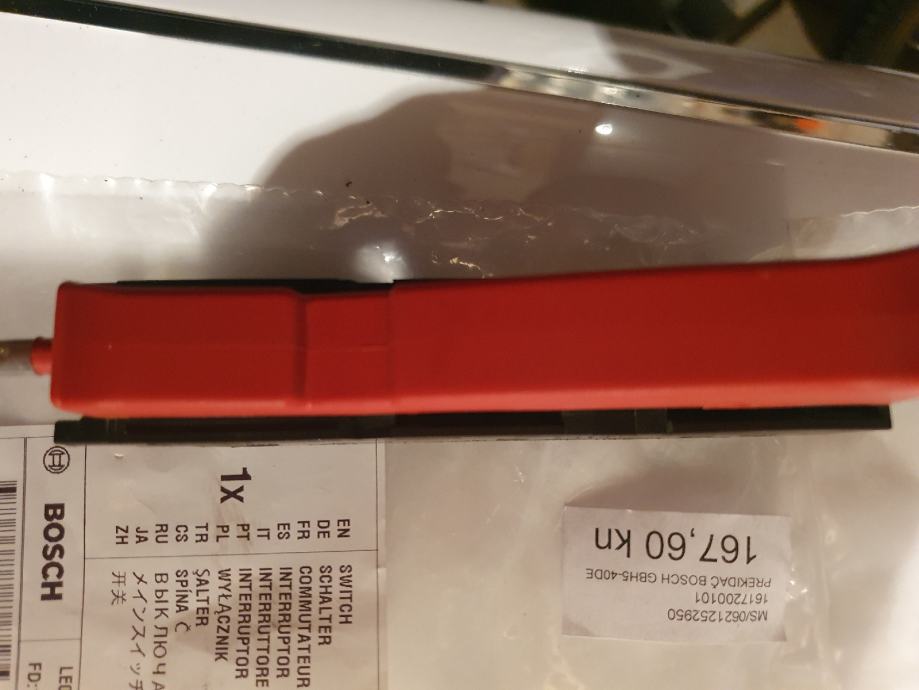 BOSCH
1x
EN SWITCH
DE SCHALTER
FR COMMUTATEUR
ES INTERRUPTOR
IT INTERRUTTORE
PT INTERRUPTOR
PL WYŁĄCZNIK
TR ŞALTER
CS SPÍNAČ
RU ВЫКЛЮЧА
JA メインスイッチ
ZH 开关
FD:
MS/0621252950
1617200101
PREKIDAČ BOSCH GBH5-40DE
167,60 kn